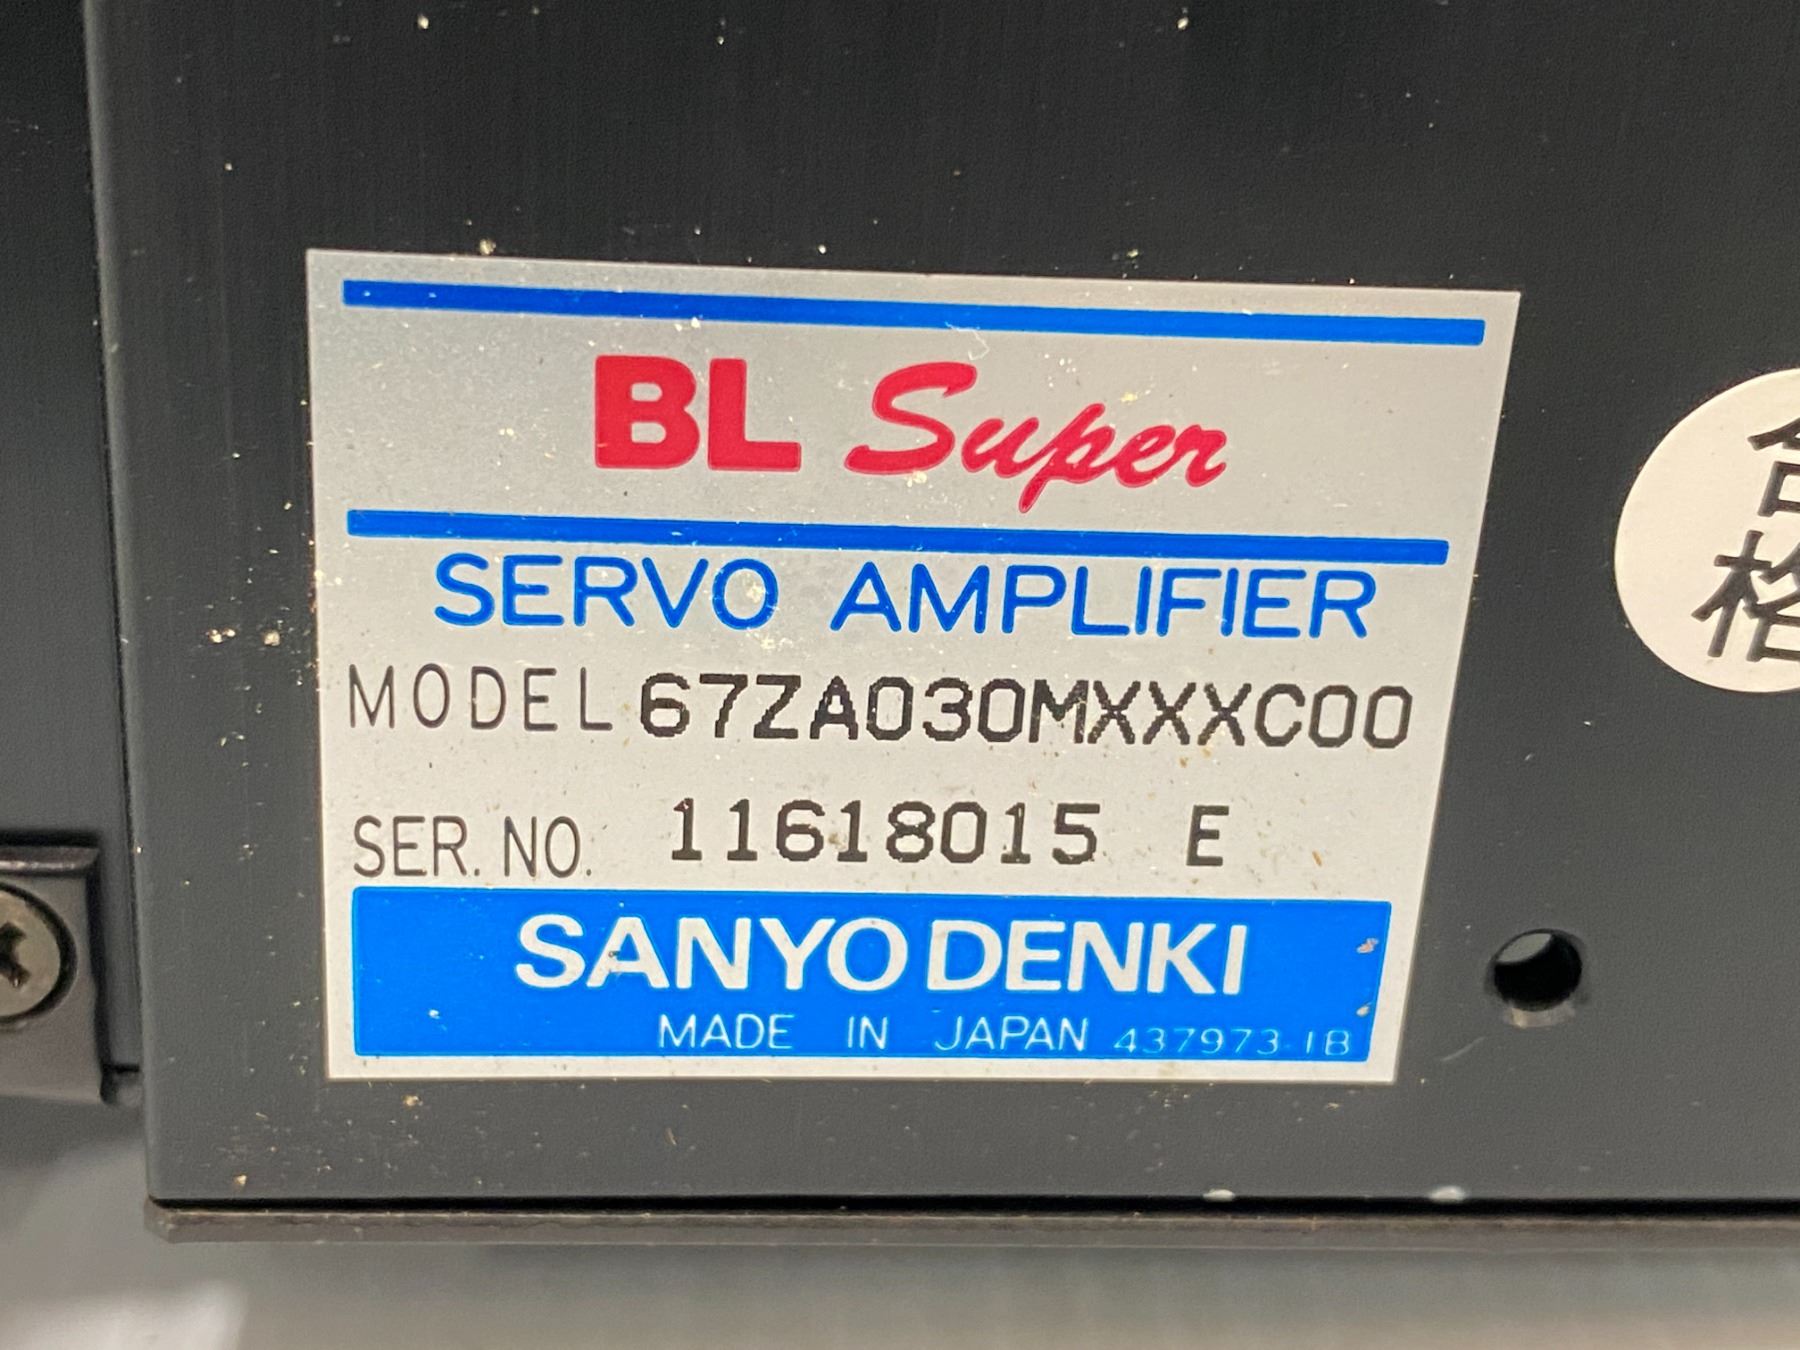 BL Super
SERVO AMPLIFIER
MODEL 67ZA030MXXXC00
SER. NO. 11618015 E
SANYO DENKI
MADE IN JAPAN 437973-1B
合
格